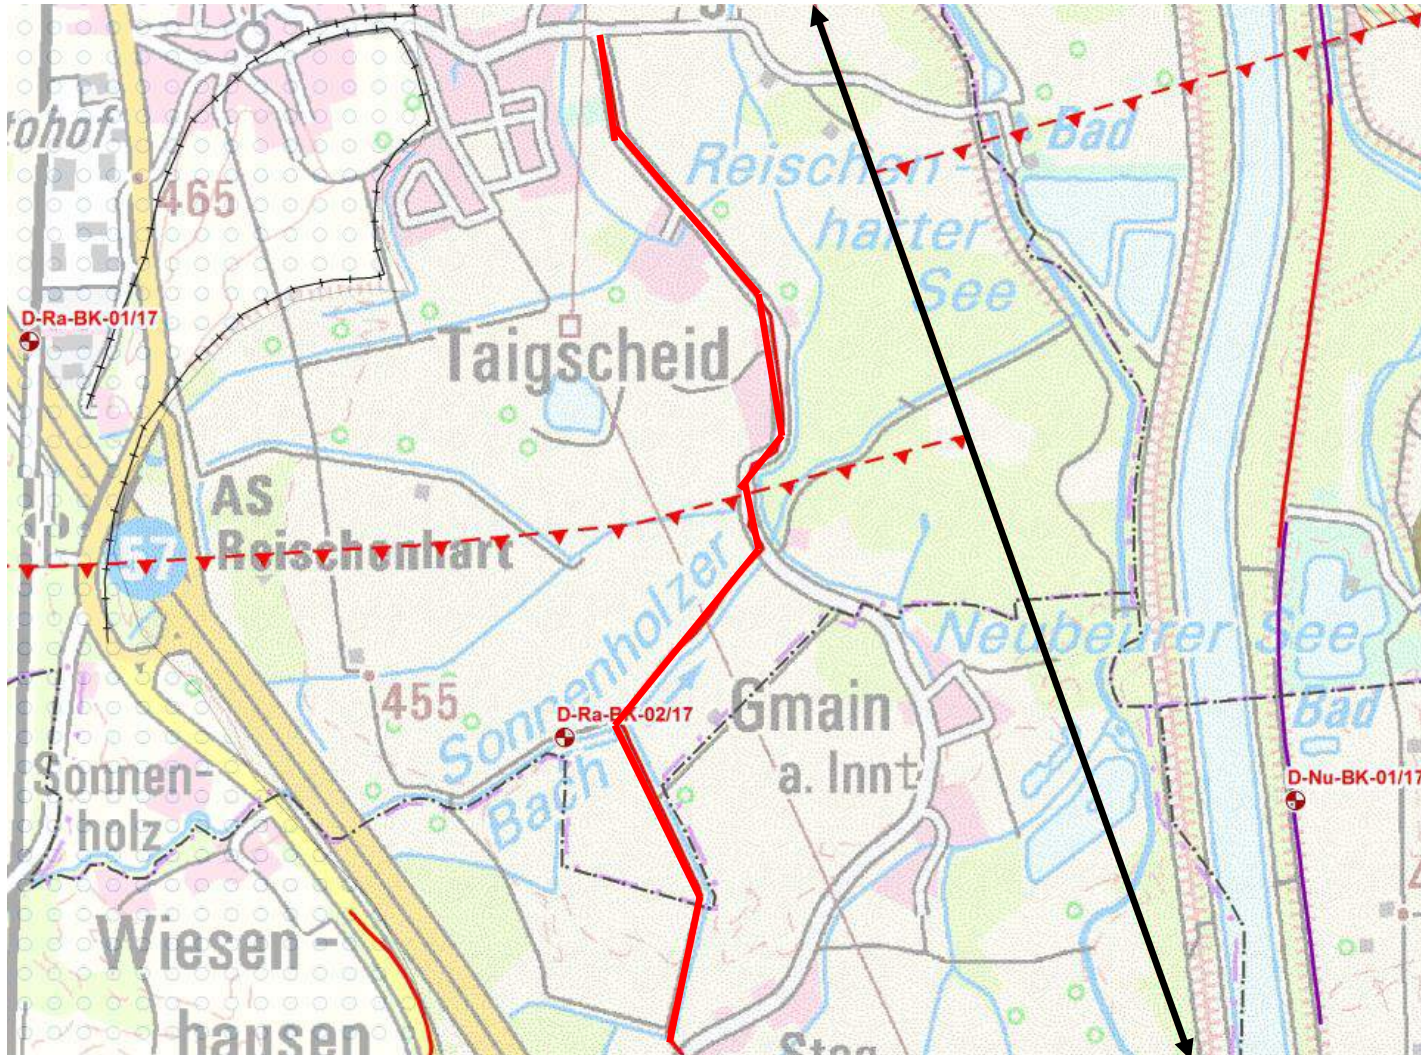 ohof
465
Bad
Reischen-
harter
See
D-Ra-BK-01/17
Taigscheid
AS
Reischenhart
57
Sonnenholzer
Bach
Neubeurer See
455
D-Ra-BK-02/17
Gmain
a. Inn
Bad
Sonnen-
holz
D-Nu-BK-01/17
Wiesen-
hausen
Steg